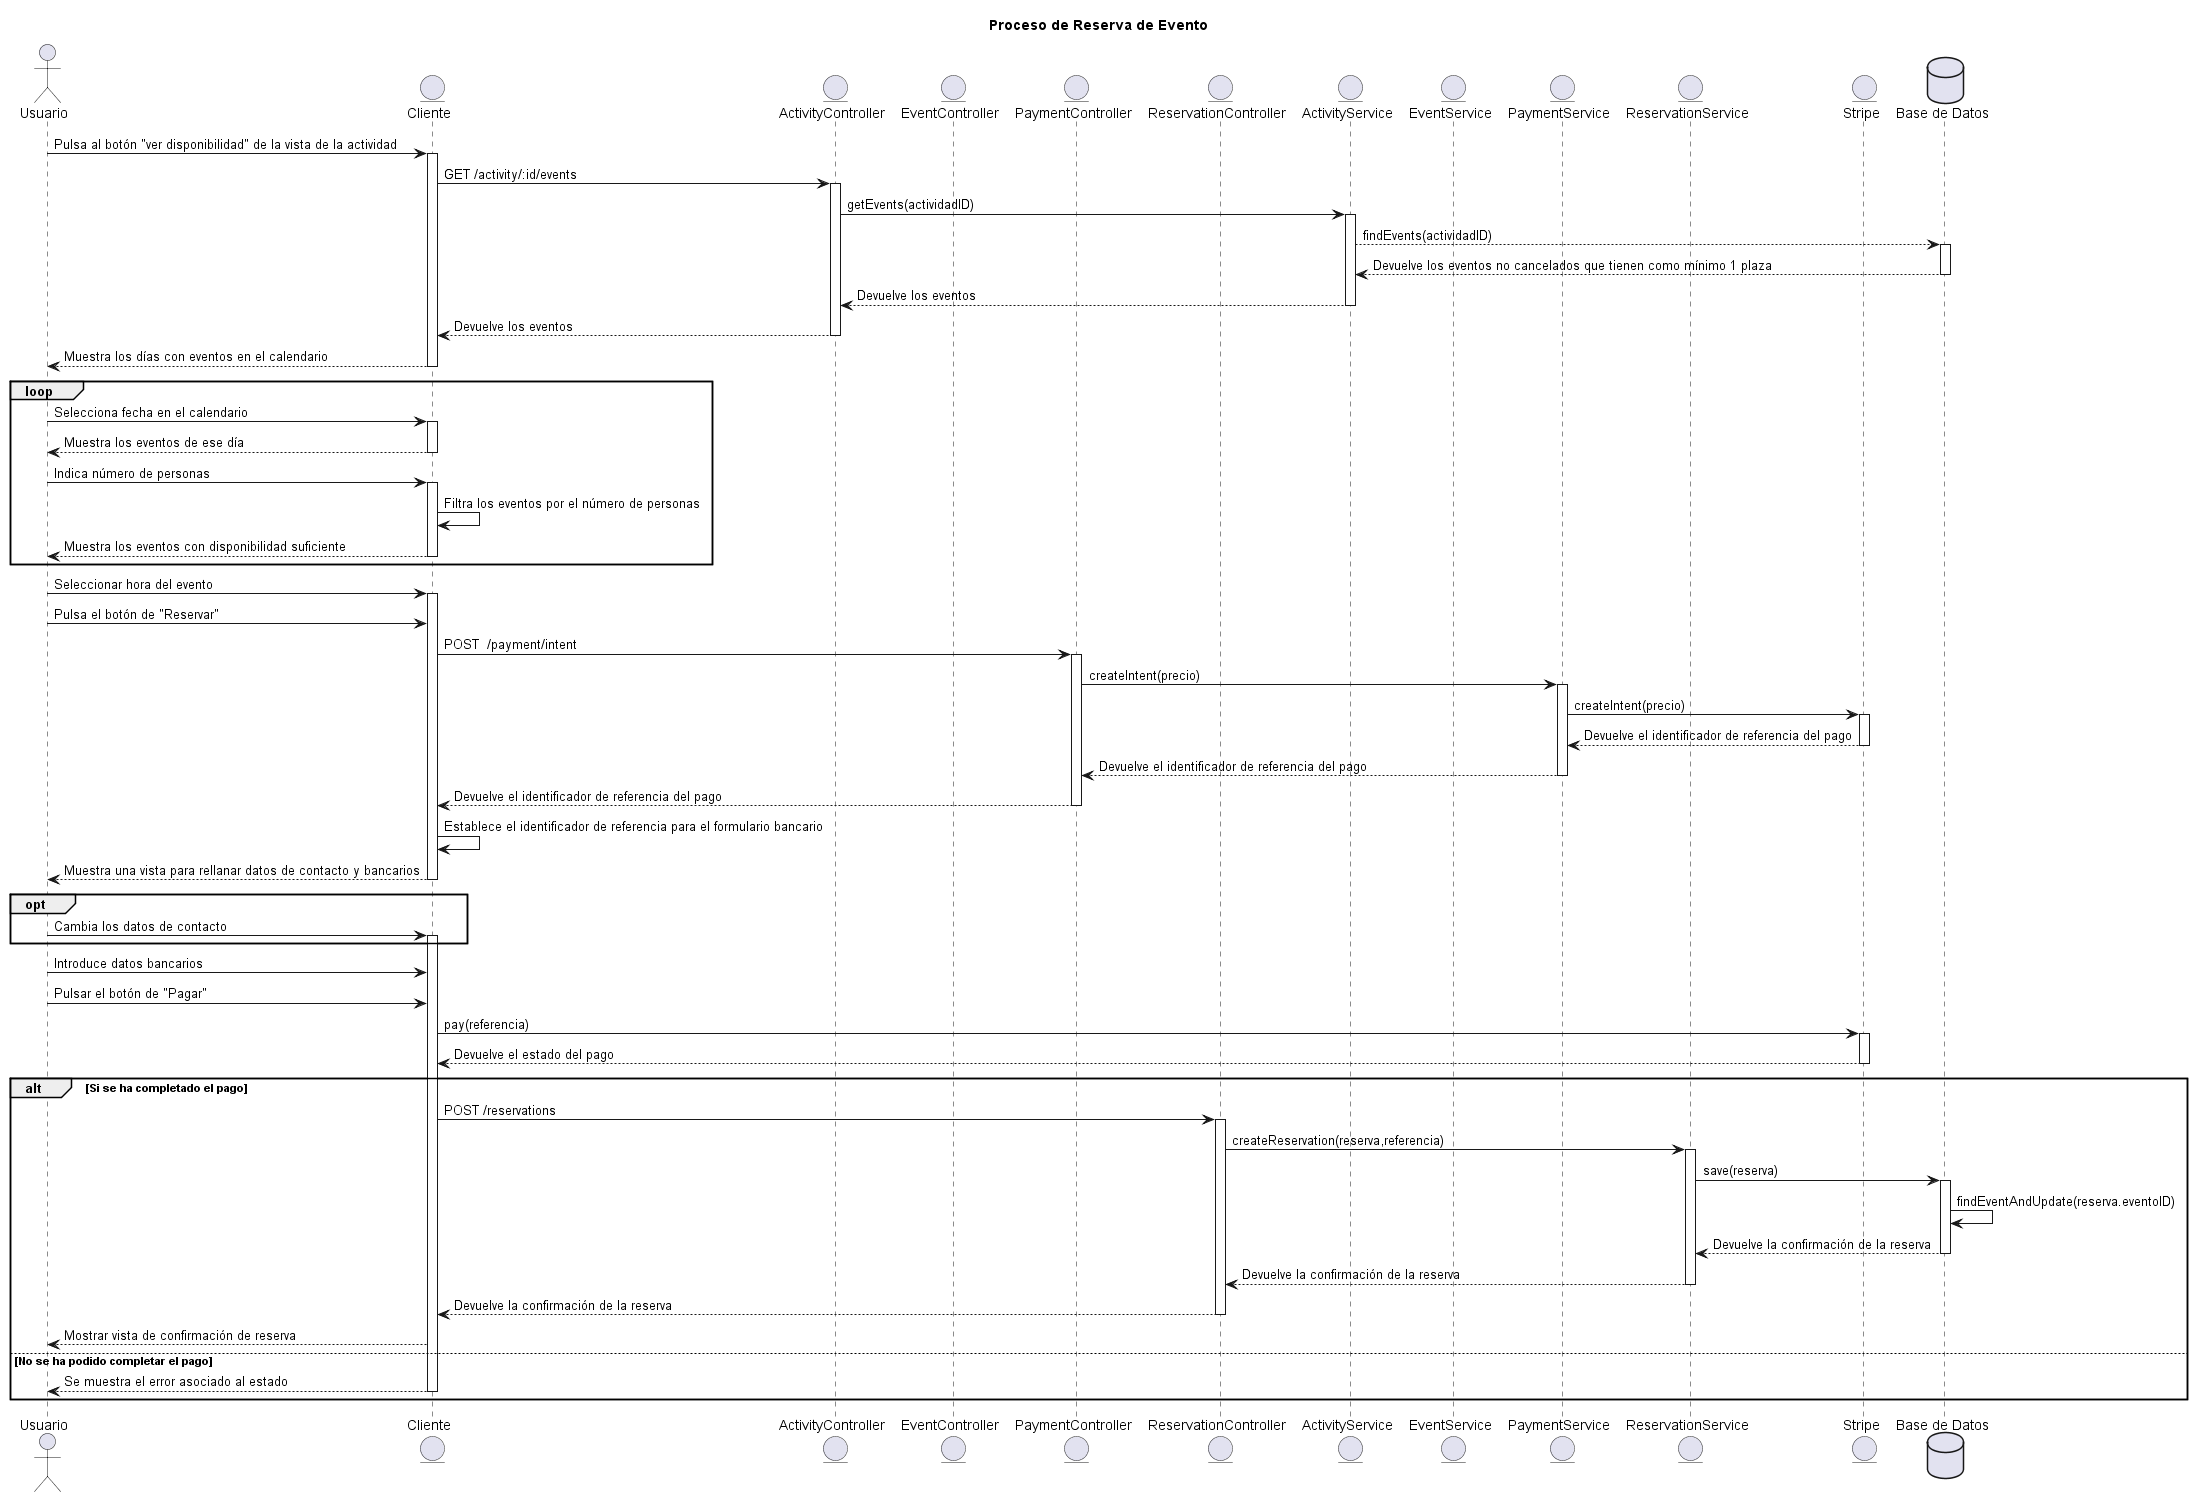 Proceso de Reserva de Evento
Usuario Cliente ActivityController EventController PaymentController ReservationController ActivityService EventService PaymentService ReservationService Stripe Base de Datos
Pulsa al botón "ver disponibilidad" de la vista de la actividad
GET /activity/:id/events
getEvents(actividadID)
findEvents(actividadID)
Devuelve los eventos no cancelados que tienen como mínimo 1 plaza
Devuelve los eventos
Devuelve los eventos
Muestra los días con eventos en el calendario
loop
Selecciona fecha en el calendario
Muestra los eventos de ese día
Indica número de personas
Filtra los eventos por el número de personas
Muestra los eventos con disponibilidad suficiente
Seleccionar hora del evento
Pulsa el botón de "Reservar"
POST /payment/intent
createIntent(precio)
createIntent(precio)
Devuelve el identificador de referencia del pago
Devuelve el identificador de referencia del pago
Devuelve el identificador de referencia del pago
Establece el identificador de referencia para el formulario bancario
Muestra una vista para rellanar datos de contacto y bancarios
opt
Cambia los datos de contacto
Introduce datos bancarios
Pulsar el botón de "Pagar"
pay(referencia)
Devuelve el estado del pago
alt [Si se ha completado el pago]
POST /reservations
createReservation(reserva,referencia)
save(reserva)
findEventAndUpdate(reserva.eventoID)
Devuelve la confirmación de la reserva
Devuelve la confirmación de la reserva
Devuelve la confirmación de la reserva
Mostrar vista de confirmación de reserva
[No se ha podido completar el pago]
Se muestra el error asociado al estado
Usuario Cliente ActivityController EventController PaymentController ReservationController ActivityService EventService PaymentService ReservationService Stripe Base de Datos